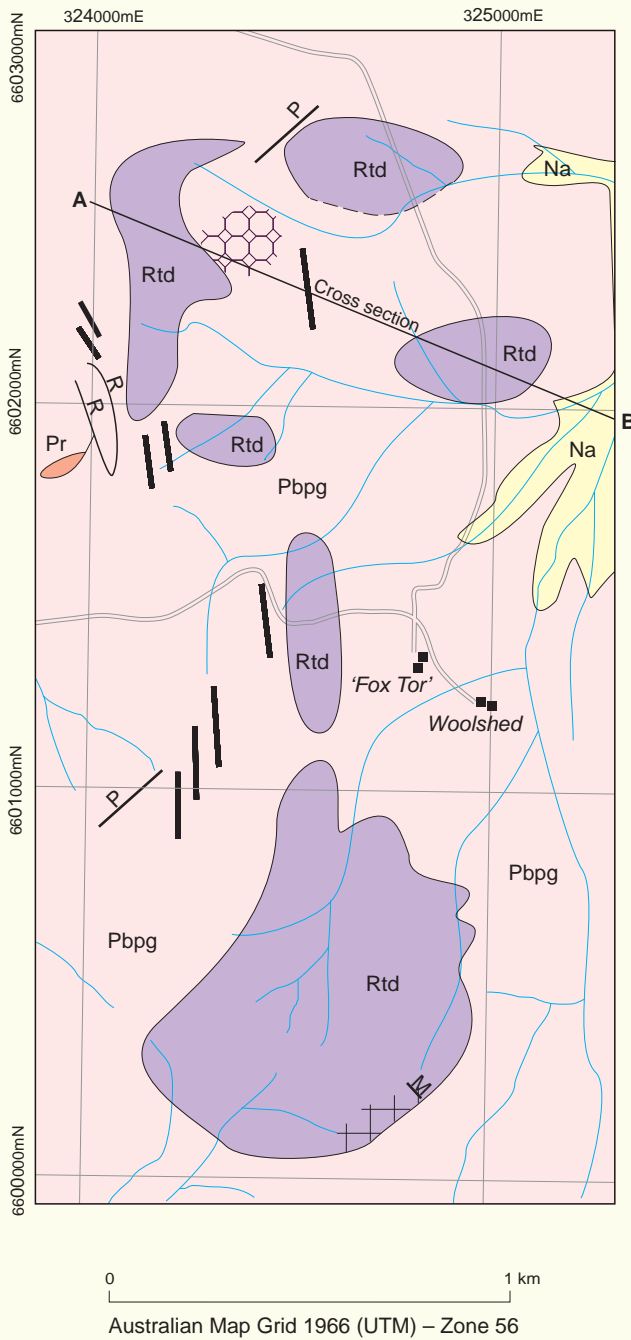 324000mE
325000mE
6603000mN
P
Rtd
Na
A
Rtd
Cross section
Rtd
6602000mN
R
R
B
Pr
Rtd
Na
Pbpg
Rtd
'Fox Tor'
Woolshed
6601000mN
P
Pbpg
Pbpg
Rtd
M
6600000mN
0
1 km
Australian Map Grid 1966 (UTM) – Zone 56